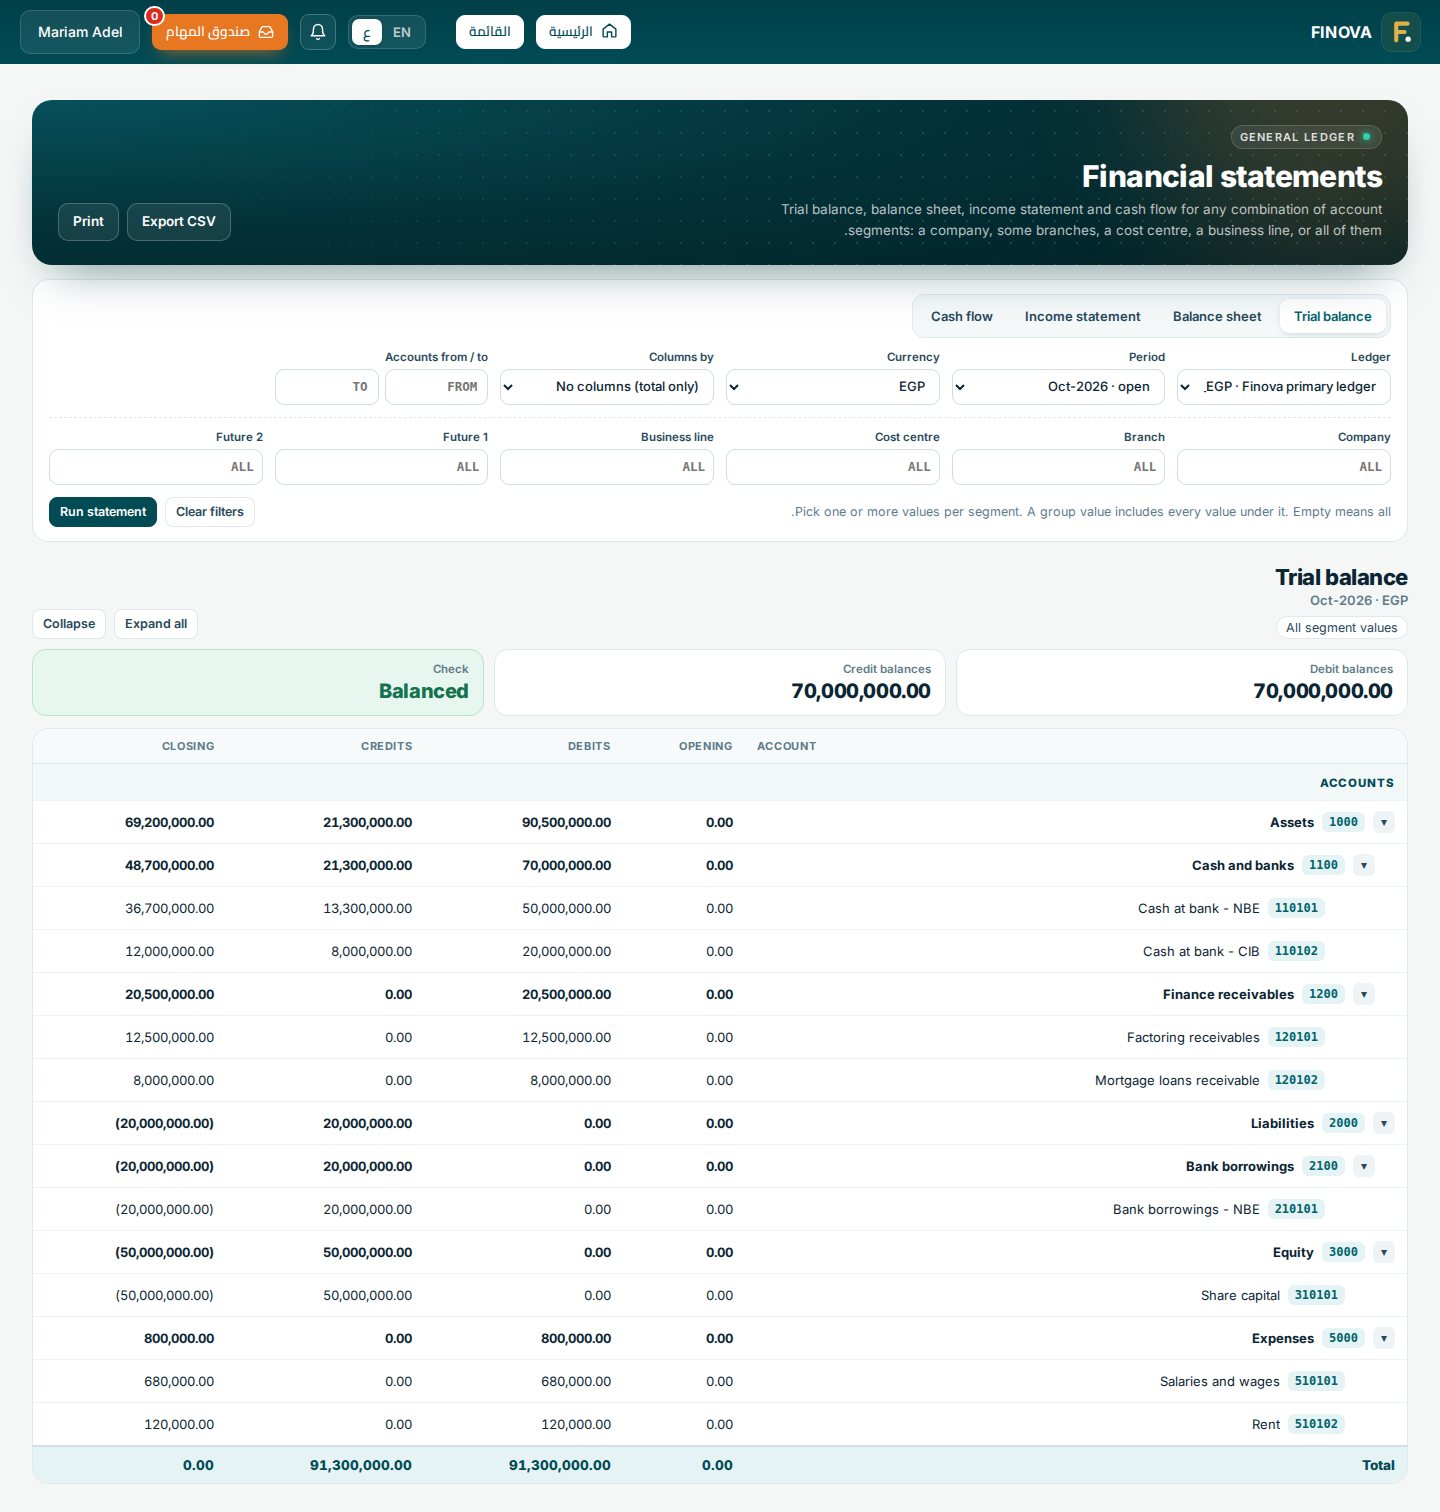 FINOVA
الرئيسية
القائمة
EN
ع
صندوق المهام
0
Mariam Adel
GENERAL LEDGER
Financial statements
Trial balance, balance sheet, income statement and cash flow for any combination of account
.segments: a company, some branches, a cost centre, a business line, or all of them
Export CSV
Print
Trial balance
Balance sheet
Income statement
Cash flow
Ledger
Period
Currency
Columns by
Accounts from / to
EGP · Finova primary ledger
Oct-2026 · open
EGP
No columns (total only)
FROM
TO
Company
Branch
Cost centre
Business line
Future 1
Future 2
ALL
ALL
ALL
ALL
ALL
ALL
.Pick one or more values per segment. A group value includes every value under it. Empty means all
Clear filters
Run statement
Trial balance
Oct-2026 · EGP
All segment values
Expand all
Collapse
Debit balances
70,000,000.00
Credit balances
70,000,000.00
Check
Balanced
ACCOUNT OPENING DEBITS CREDITS CLOSING
ACCOUNTS
▾ 1000 Assets 0.00 90,500,000.00 21,300,000.00 69,200,000.00
▾ 1100 Cash and banks 0.00 70,000,000.00 21,300,000.00 48,700,000.00
110101 Cash at bank - NBE 0.00 50,000,000.00 13,300,000.00 36,700,000.00
110102 Cash at bank - CIB 0.00 20,000,000.00 8,000,000.00 12,000,000.00
▾ 1200 Finance receivables 0.00 20,500,000.00 0.00 20,500,000.00
120101 Factoring receivables 0.00 12,500,000.00 0.00 12,500,000.00
120102 Mortgage loans receivable 0.00 8,000,000.00 0.00 8,000,000.00
▾ 2000 Liabilities 0.00 0.00 20,000,000.00 (20,000,000.00)
▾ 2100 Bank borrowings 0.00 0.00 20,000,000.00 (20,000,000.00)
210101 Bank borrowings - NBE 0.00 0.00 20,000,000.00 (20,000,000.00)
▾ 3000 Equity 0.00 0.00 50,000,000.00 (50,000,000.00)
310101 Share capital 0.00 0.00 50,000,000.00 (50,000,000.00)
▾ 5000 Expenses 0.00 800,000.00 0.00 800,000.00
510101 Salaries and wages 0.00 680,000.00 0.00 680,000.00
510102 Rent 0.00 120,000.00 0.00 120,000.00
Total 0.00 91,300,000.00 91,300,000.00 0.00